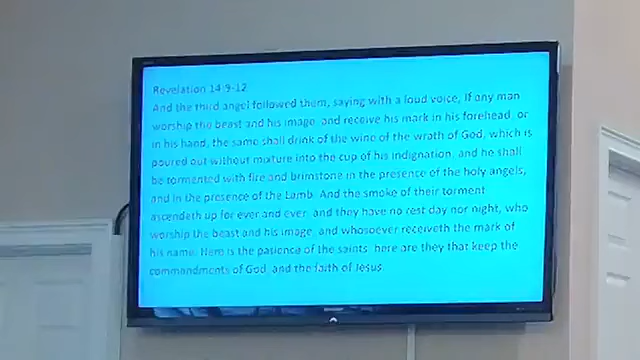 Revelation 14:9-12
And the third angel followed them, saying with a loud voice, If any man
worship the beast and his image, and receive his mark in his forehead, or
in his hand, the same shall drink of the wine of the wrath of God, which is
poured out without mixture into the cup of his indignation, and he shall
be tormented with fire and brimstone in the presence of the holy angels,
and in the presence of the Lamb. And the smoke of their torment
ascendeth up for ever and ever, and they have no rest day nor night, who
worship the beast and his image, and whosoever receiveth the mark of
his name. Here is the patience of the saints, here are they that keep the
commandments of God, and the faith of Jesus.